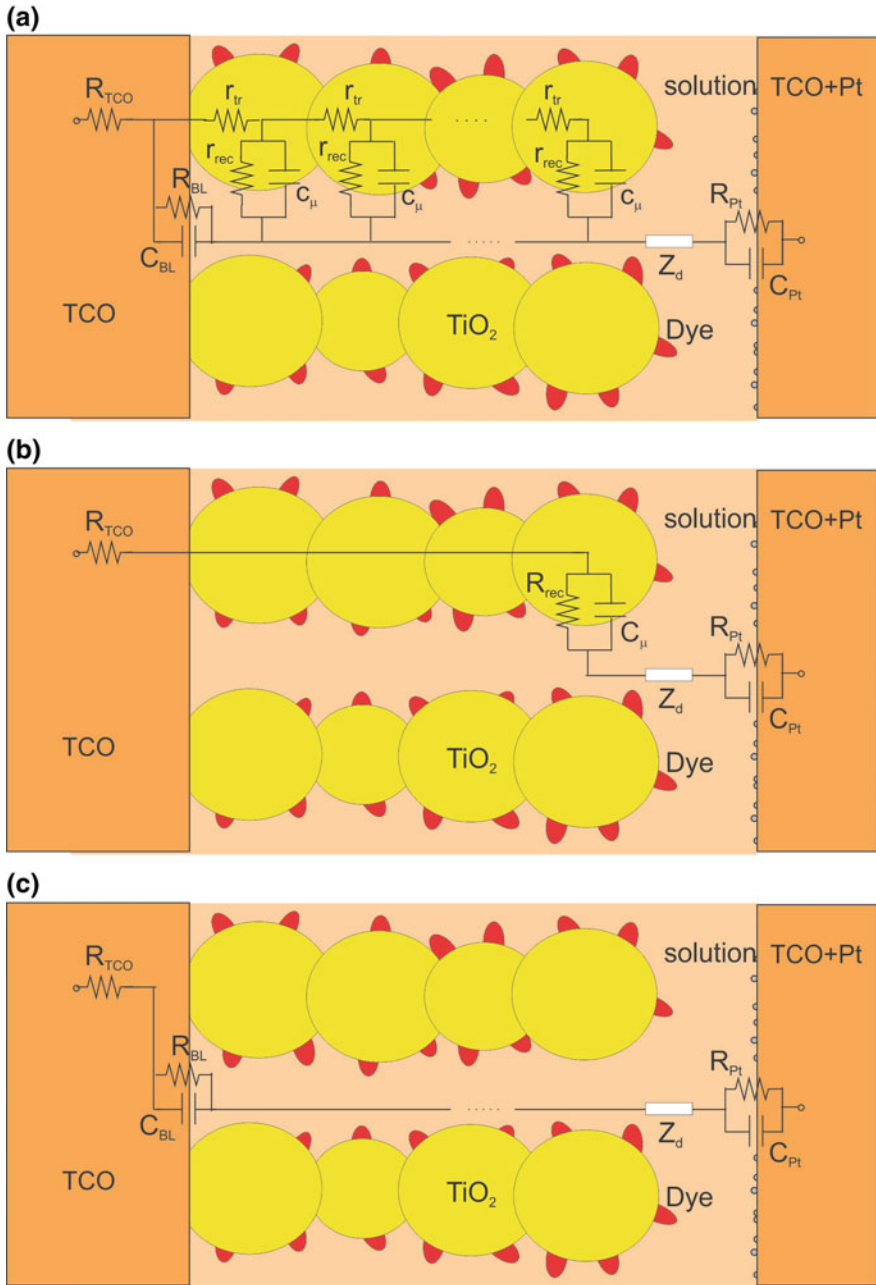 (a)
solution TCO+Pt
R_TCO
r_tr r_tr
r_rec r_rec r_rec
c_μ c_μ c_μ
R_BL
R_Pt
C_BL
Z_d
C_Pt
TCO
TiO₂
Dye
(b)
solution TCO+Pt
R_TCO
R_rec
C_μ
R_Pt
Z_d
C_Pt
TCO
TiO₂
Dye
(c)
solution TCO+Pt
R_TCO
R_BL
R_Pt
C_BL
Z_d
C_Pt
TCO
TiO₂
Dye